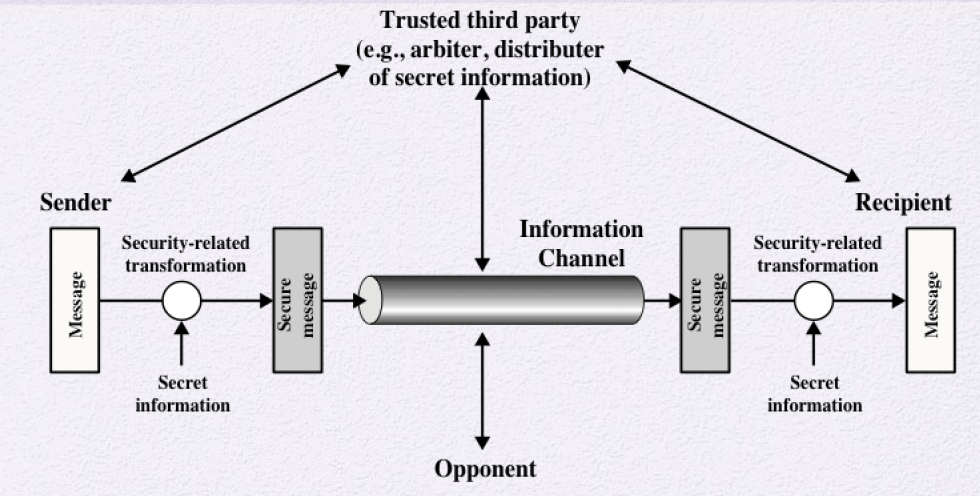 Trusted third party
(e.g., arbiter, distributer
of secret information)
Sender
Recipient
Information
Channel
Security-related
transformation
Security-related
transformation
Message
Secure
message
Secure
message
Message
Secret
information
Secret
information
Opponent